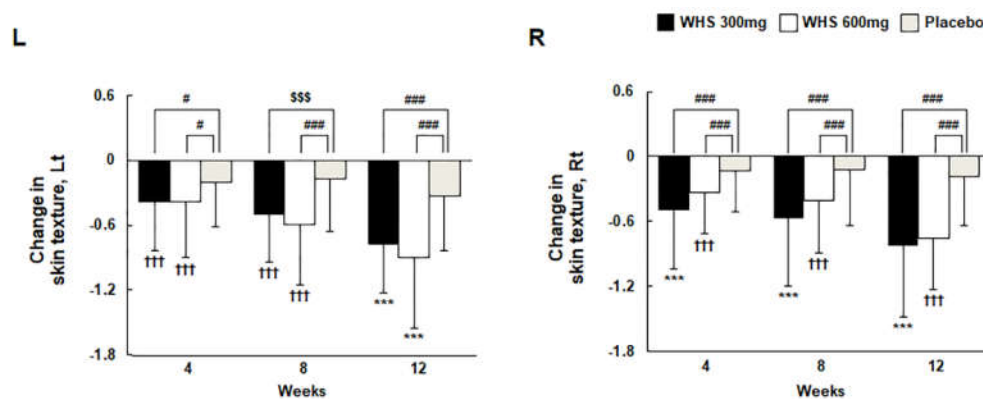 WHS 300mg WHS 600mg Placebo
L
Change in
skin texture, Lt
0.6
0
-0.6
-1.2
-1.8
# $$$ ###
# ### ###
††† ††† ††† ††† *** ***
4 8 12
Weeks
R
Change in
skin texture, Rt
0.6
0
-0.6
-1.2
-1.8
### ### ###
### ### ###
*** ††† *** ††† *** †††
4 8 12
Weeks